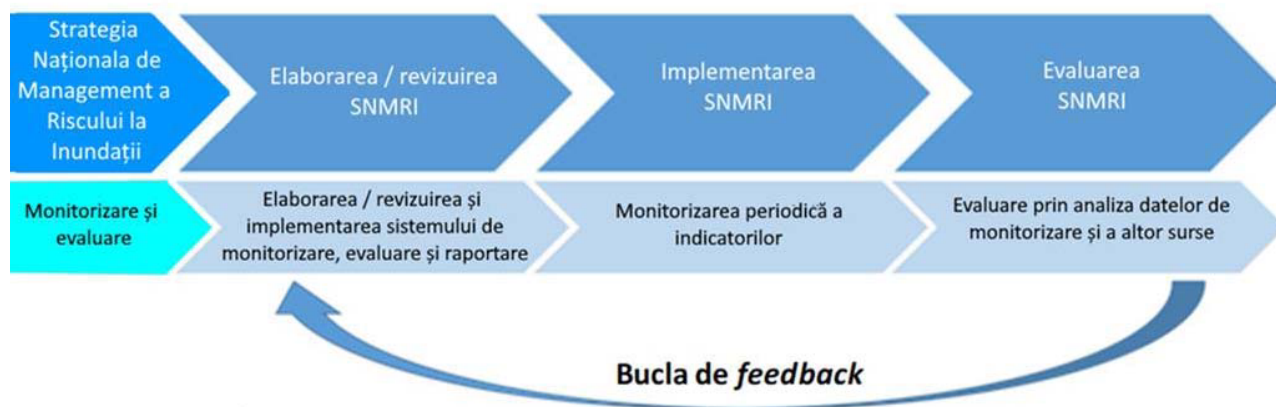 Strategia
Naționala de
Management a
Riscului la
Inundații
Elaborarea / revizuirea
SNMRI
Implementarea
SNMRI
Evaluarea
SNMRI
Monitorizare și
evaluare
Elaborarea / revizuirea și
implementarea sistemului de
monitorizare, evaluare și raportare
Monitorizarea periodică a
indicatorilor
Evaluare prin analiza datelor de
monitorizare și a altor surse
Bucla de feedback